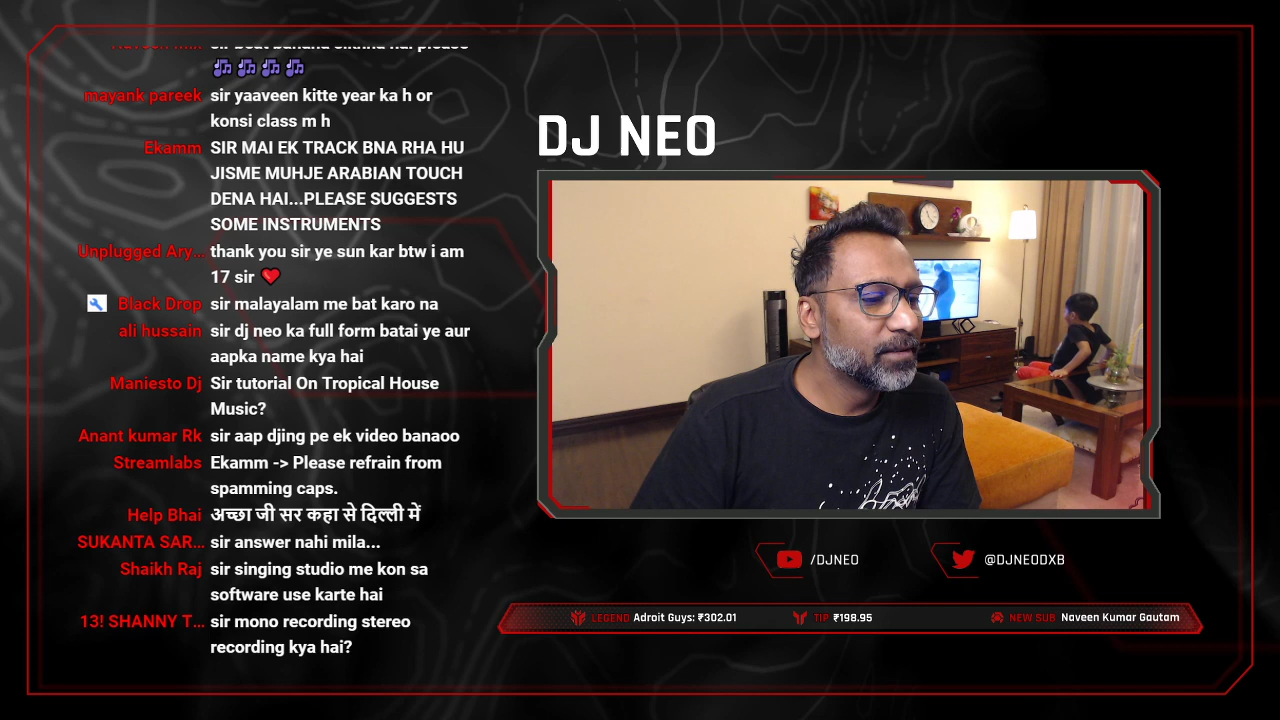 sir beat banana sikhna hai please
mayank pareek sir yaaveen kitte year ka h or
konsi class m h
Ekamm SIR MAI EK TRACK BNA RHA HU
JISME MUHJE ARABIAN TOUCH
DENA HAI...PLEASE SUGGESTS
SOME INSTRUMENTS
Unplugged Ary... thank you sir ye sun kar btw i am
17 sir ❤️
Black Drop sir malayalam me bat karo na
ali hussain sir dj neo ka full form batai ye aur
aapka name kya hai
Maniesto Dj Sir tutorial On Tropical House
Music?
Anant kumar Rk sir aap djing pe ek video banaoo
Streamlabs Ekamm -> Please refrain from
spamming caps.
Help Bhai अच्छा जी सर कहा से दिल्ली में
SUKANTA SAR... sir answer nahi mila...
Shaikh Raj sir singing studio me kon sa
software use karte hai
13! SHANNY T... sir mono recording stereo
recording kya hai?
DJ NEO
/DJNEO @DJNEODXB
LEGEND Adroit Guys: ₹302.01 TIP ₹198.95 NEW SUB Naveen Kumar Gautam